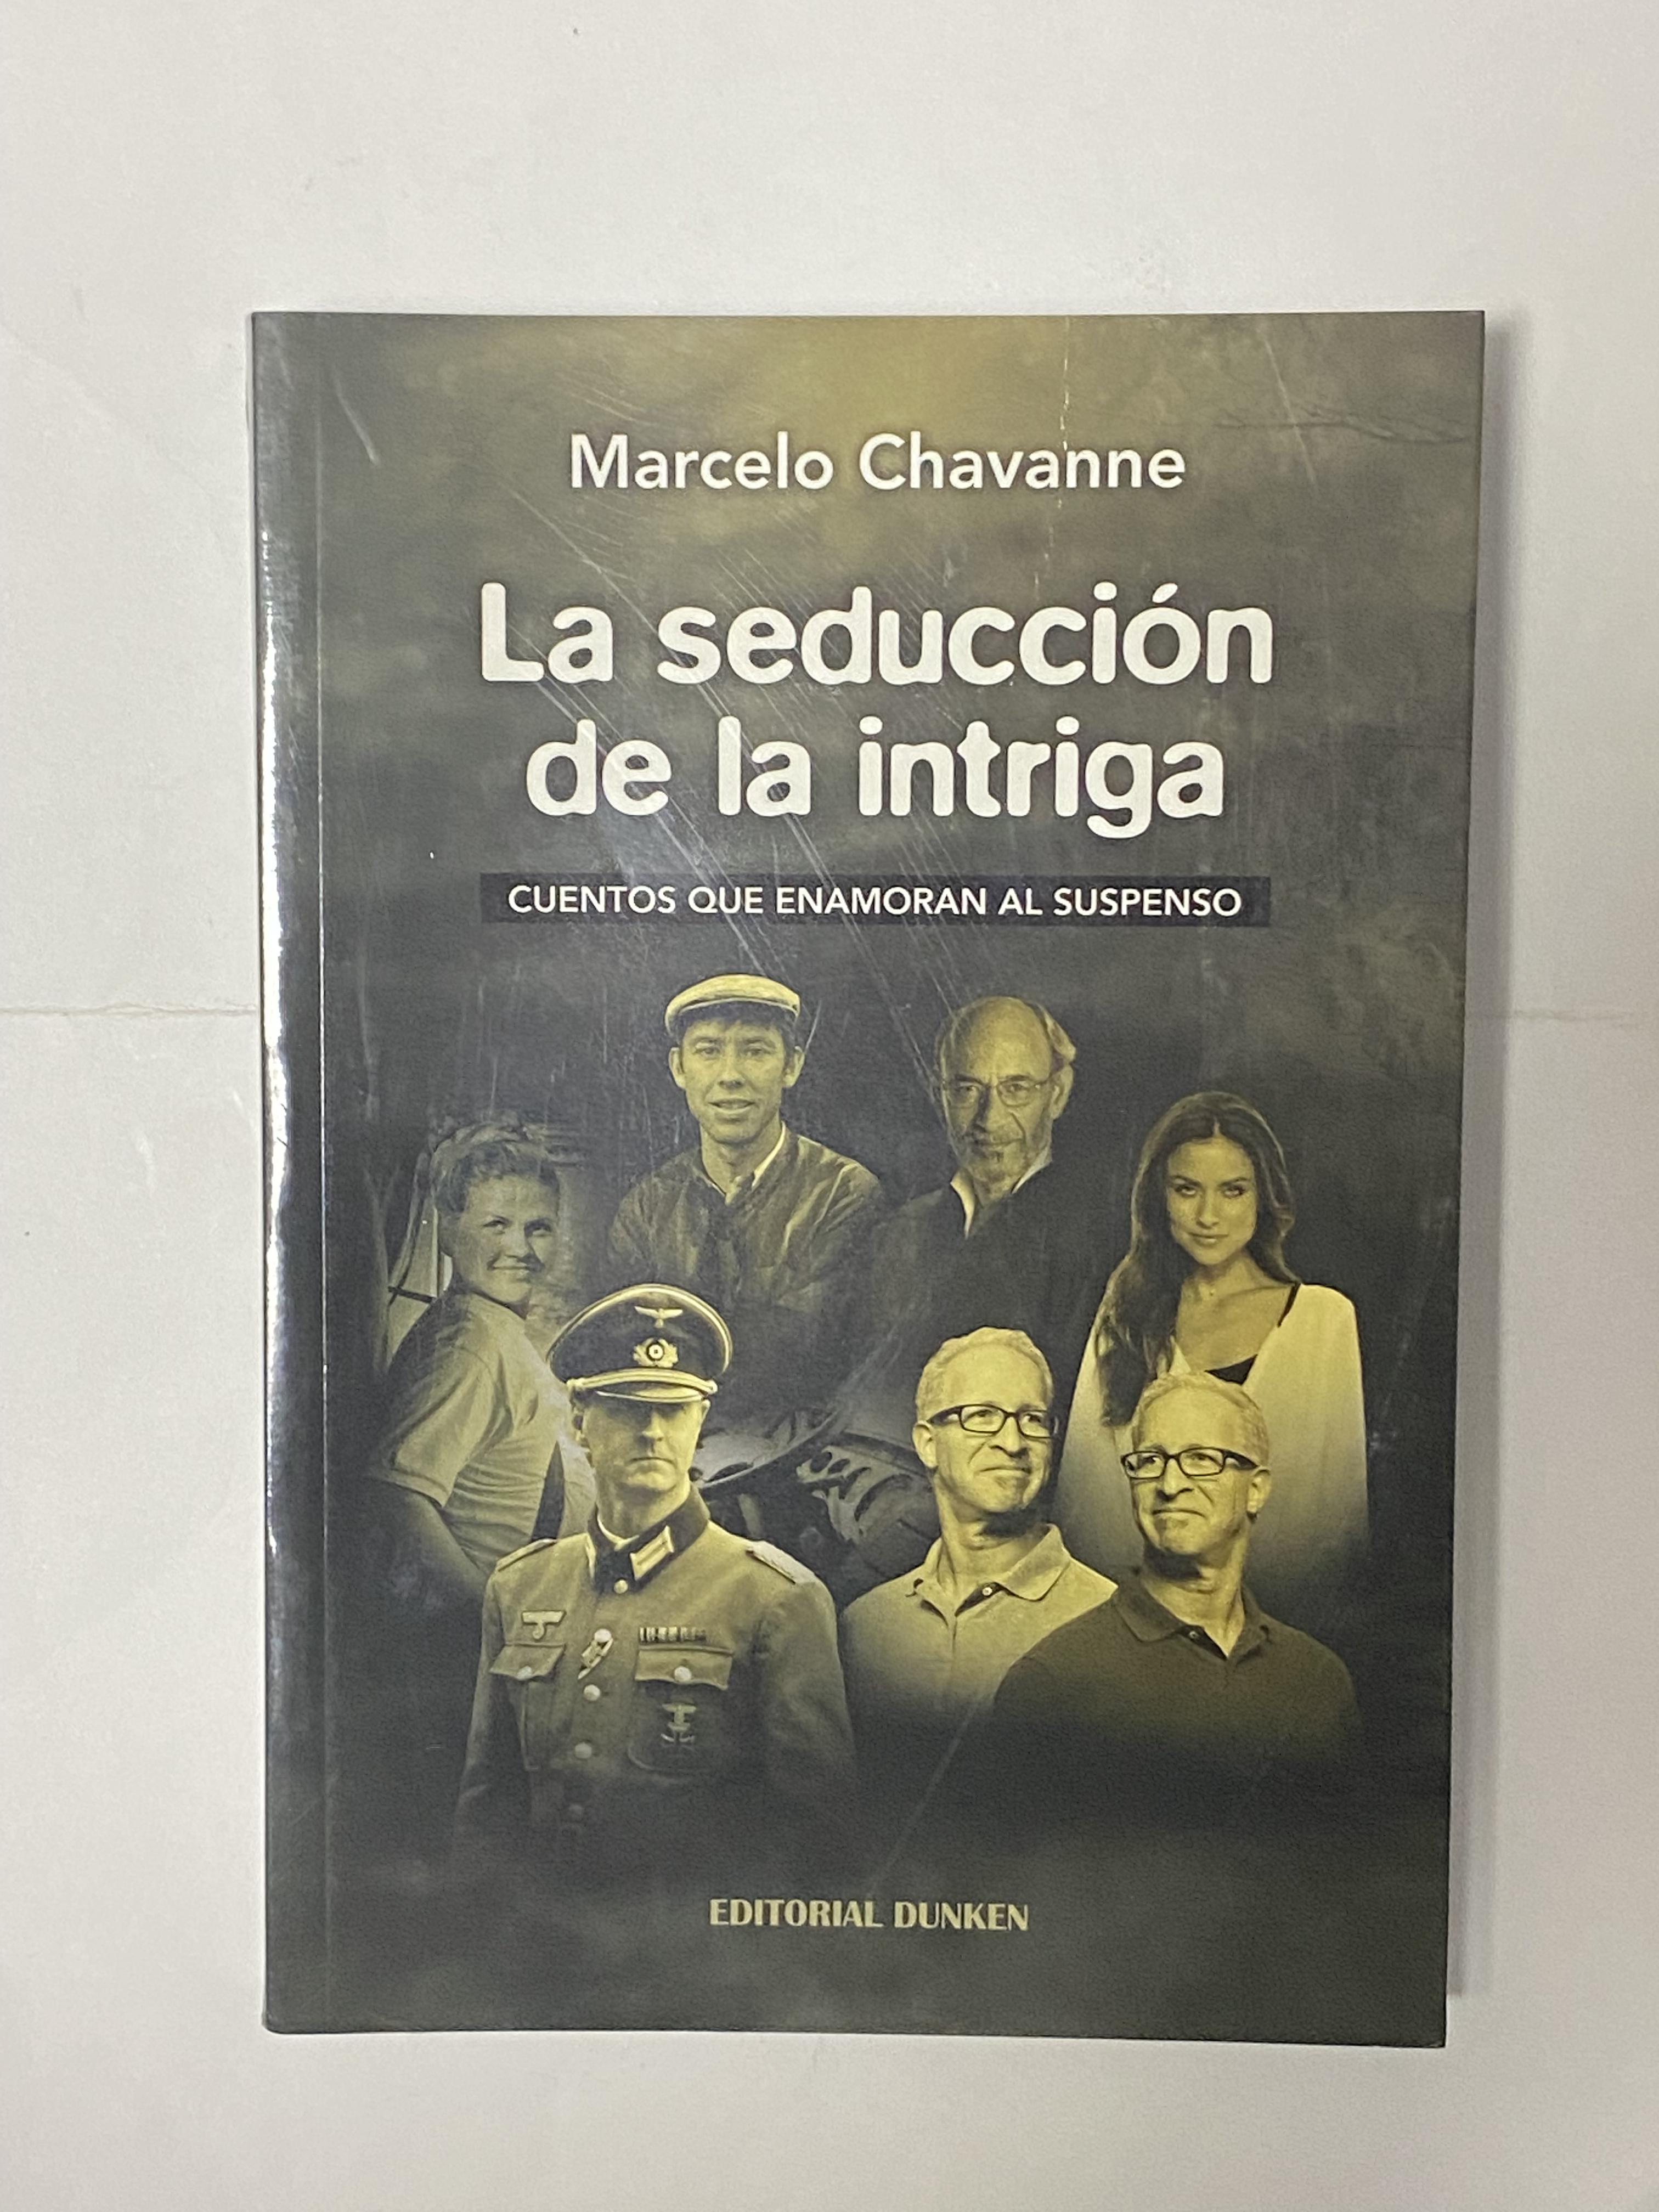 Marcelo Chavanne
La seducción
de la intriga
CUENTOS QUE ENAMORAN AL SUSPENSO
EDITORIAL DUNKEN